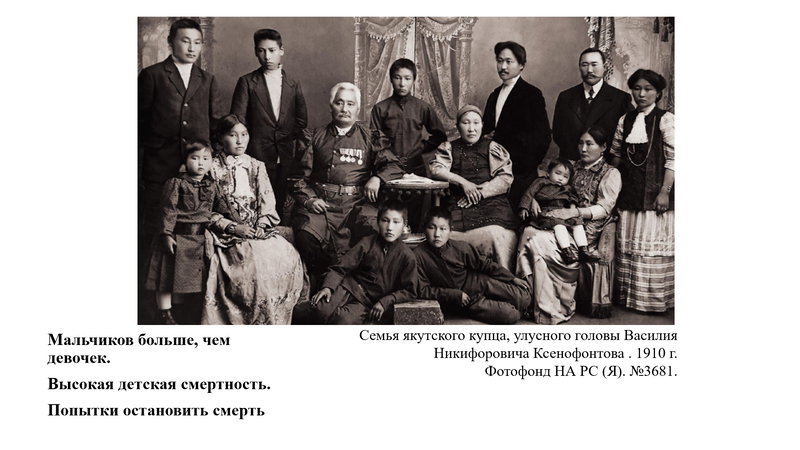 Мальчиков больше, чем
девочек.
Высокая детская смертность.
Попытки остановить смерть
Семья якутского купца, улусного головы Василия
Никифоровича Ксенофонтова . 1910 г.
Фотофонд НА РС (Я). №3681.